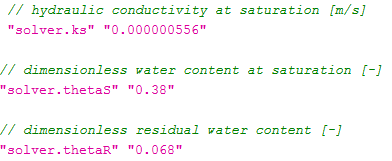 // hydraulic conductivity at saturation [m/s]
"solver.ks" "0.000000556"
// dimensionless water content at saturation [-]
"solver.thetaS" "0.38"
// dimensionless residual water content [-]
"solver.thetaR" "0.068"